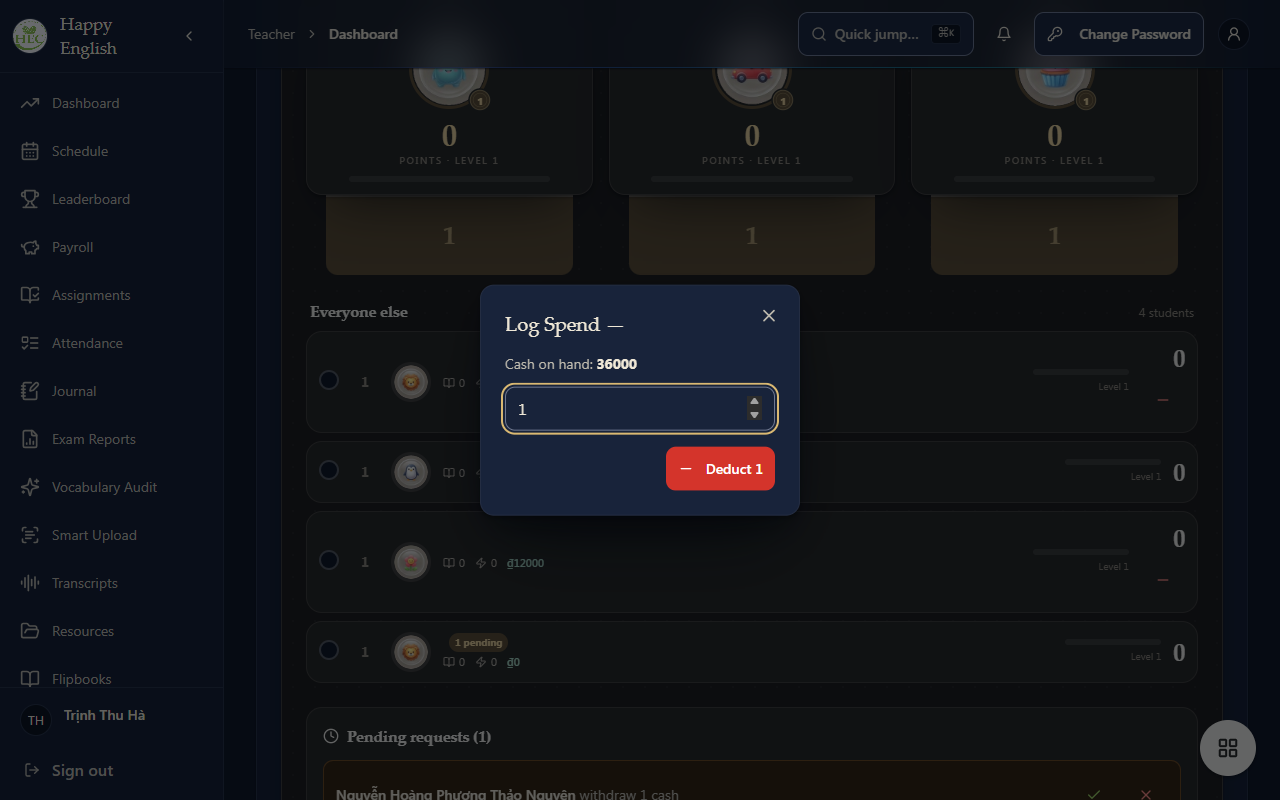 Happy
English
Teacher > Dashboard
Quick jump... ⌘K
Change Password
Dashboard
Schedule
Leaderboard
Payroll
Assignments
Attendance
Journal
Exam Reports
Vocabulary Audit
Smart Upload
Transcripts
Resources
Flipbooks
TH Trịnh Thu Hà
Sign out
1 1 1
0 0 0
POINTS · LEVEL 1 POINTS · LEVEL 1 POINTS · LEVEL 1
1 1 1
Everyone else 4 students
1 0 Level 1 0
1 0 Level 1 0
1 0 0 ₫12000 Level 1 0
1 pending
1 0 0 ₫0 Level 1 0
Log Spend —
Cash on hand: 36000
1
Deduct 1
Pending requests (1)
Nguyễn Hoàng Phương Thảo Nguyên withdraw 1 cash